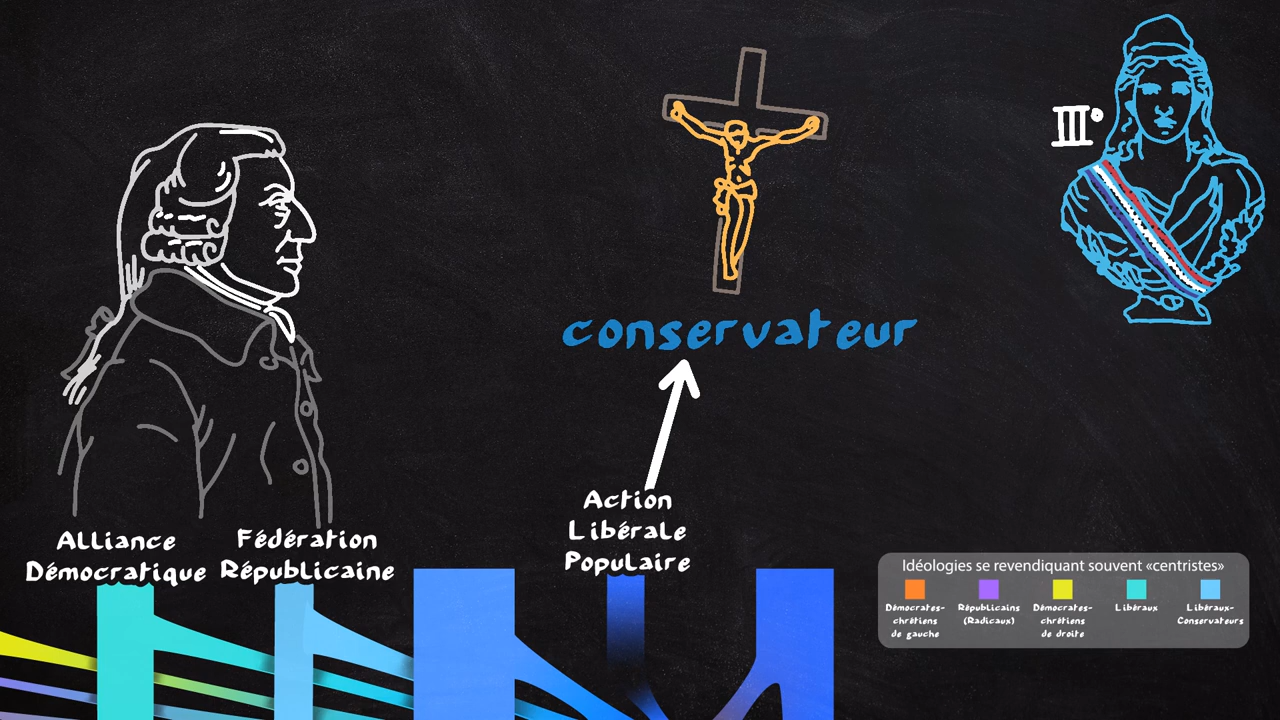 III°
conservateur
Action
Libérale
Populaire
Alliance
Démocratique
Fédération
Républicaine
Idéologies se revendiquant souvent «centristes»
Démocrates-
chrétiens
de gauche
Républicains
(Radicaux)
Démocrates-
chrétiens
de droite
Libéraux
Libéraux-
Conservateurs